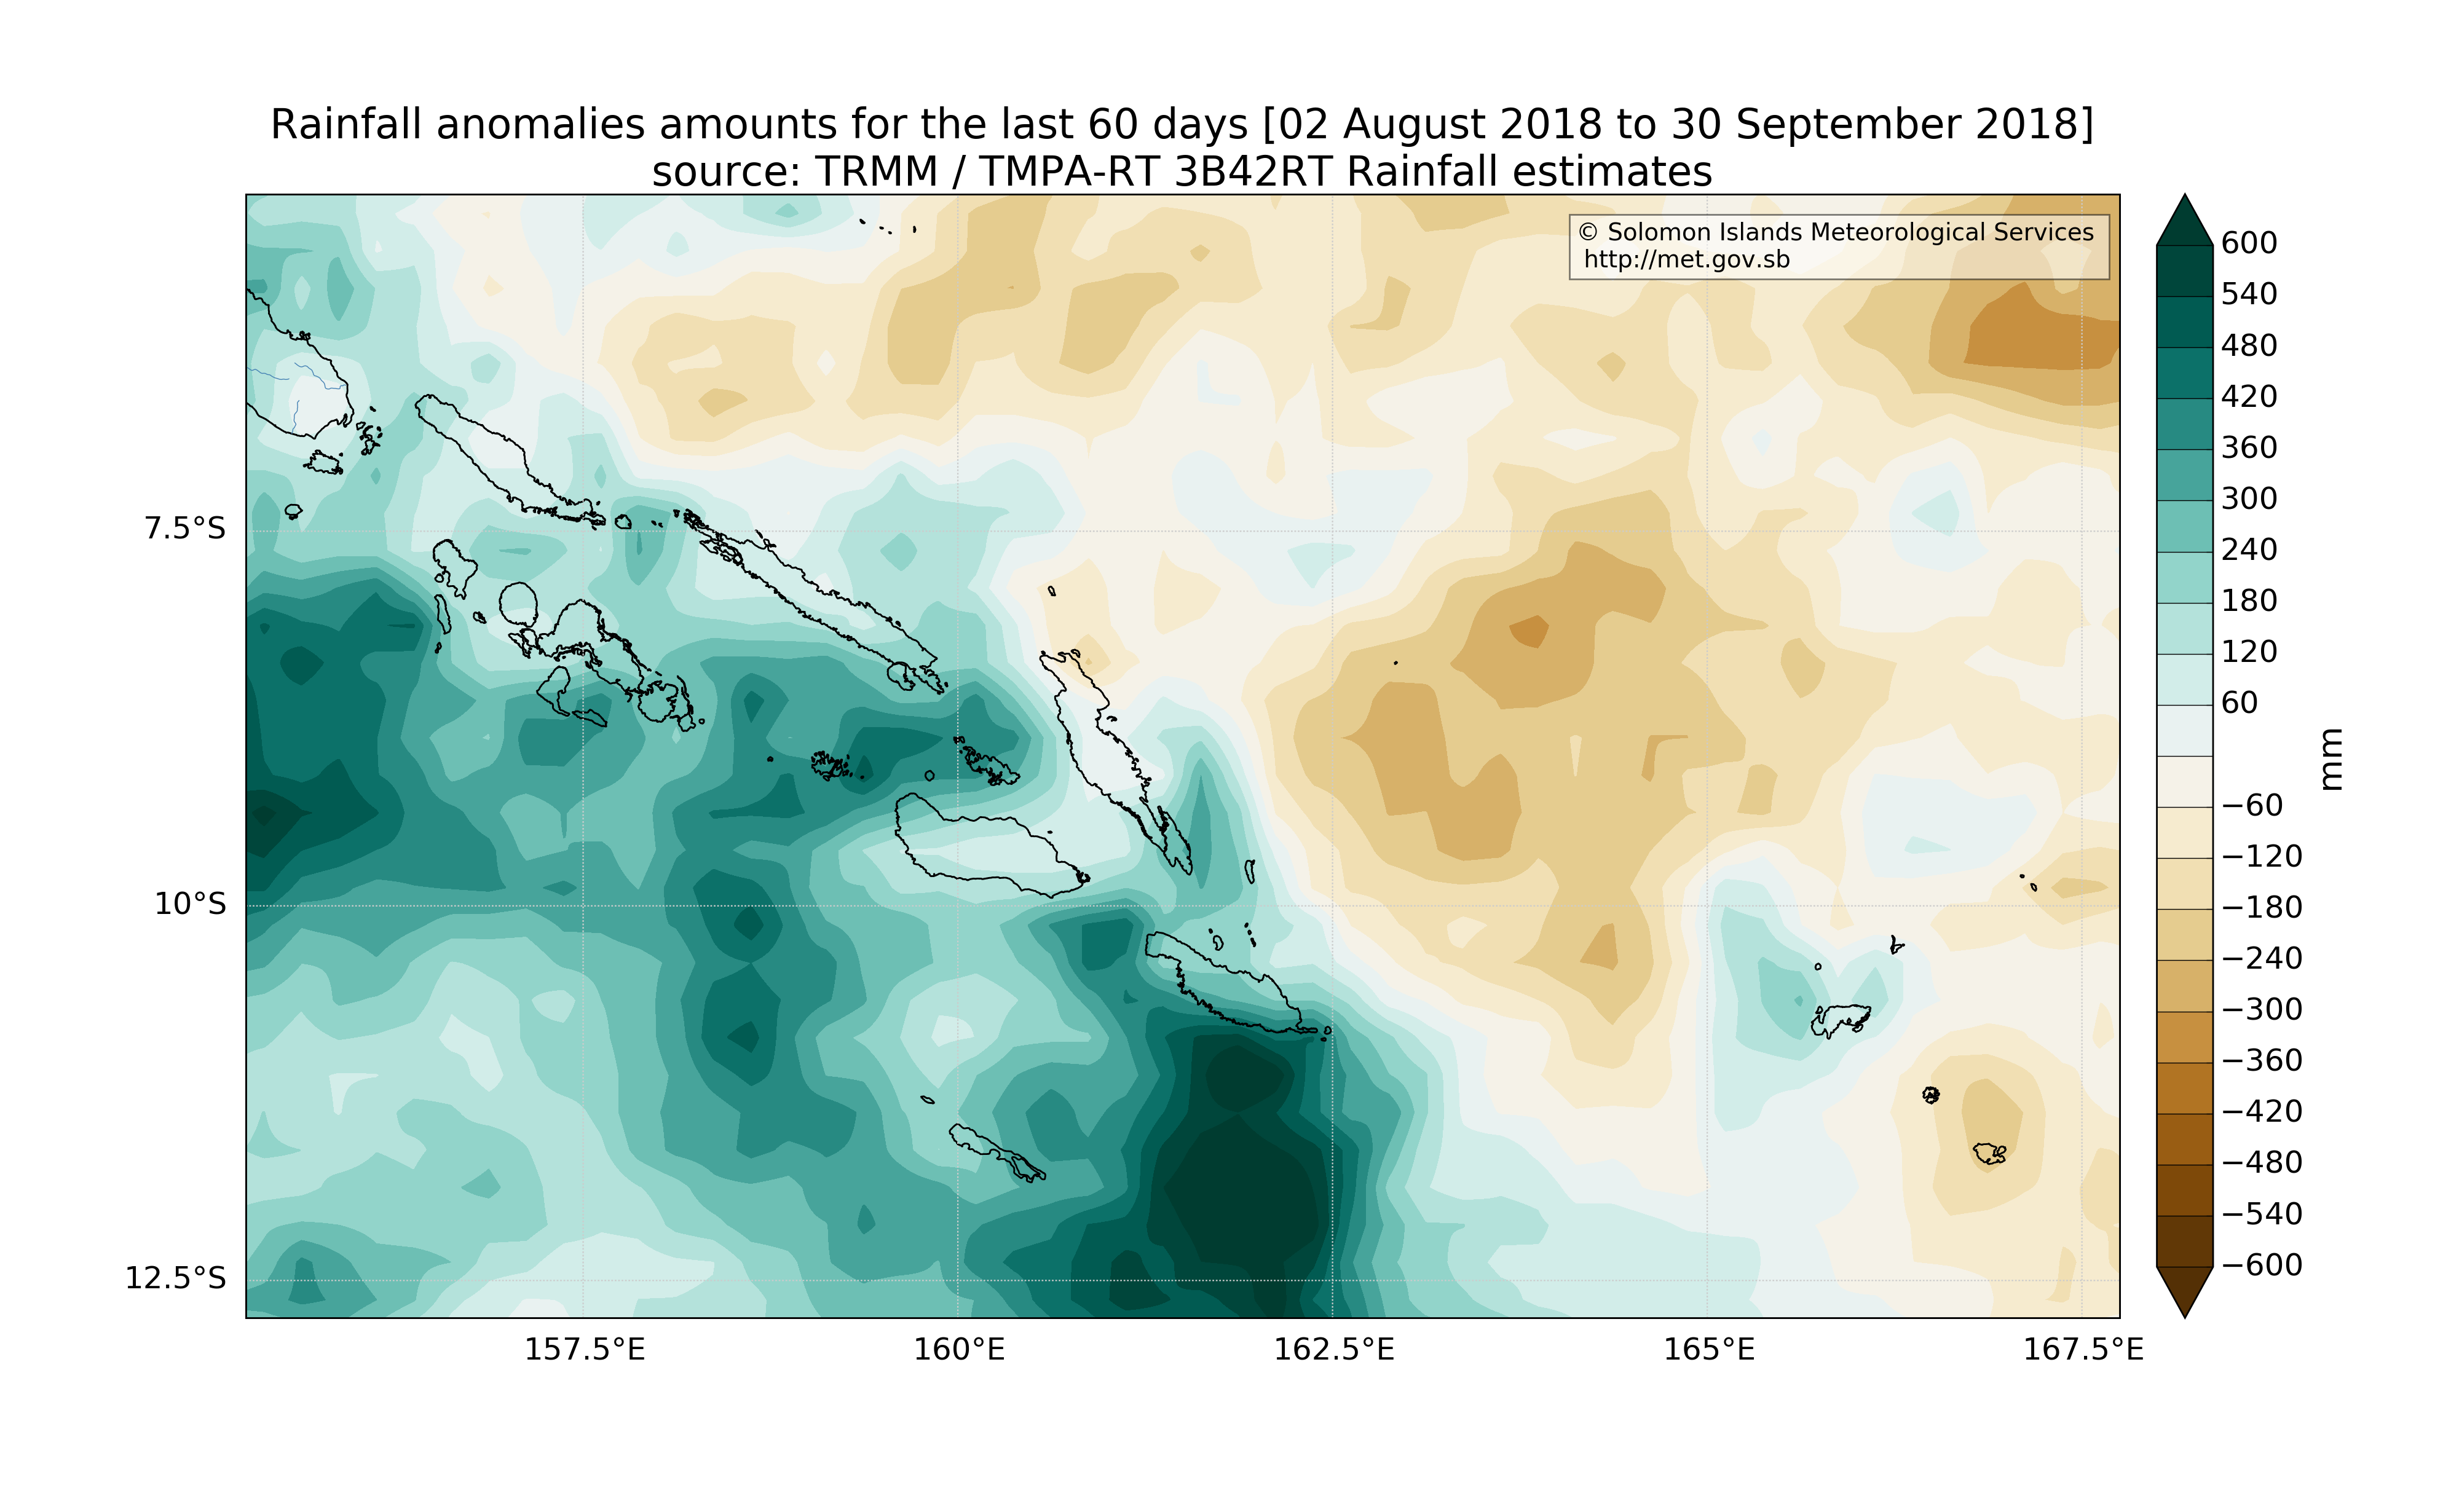 Rainfall anomalies amounts for the last 60 days [02 August 2018 to 30 September 2018]
source: TRMM / TMPA-RT 3B42RT Rainfall estimates
© Solomon Islands Meteorological Services
http://met.gov.sb
7.5°S
10°S
12.5°S
157.5°E
160°E
162.5°E
165°E
167.5°E
600
540
480
420
360
300
240
180
120
60
−60
−120
−180
−240
−300
−360
−420
−480
−540
−600
mm